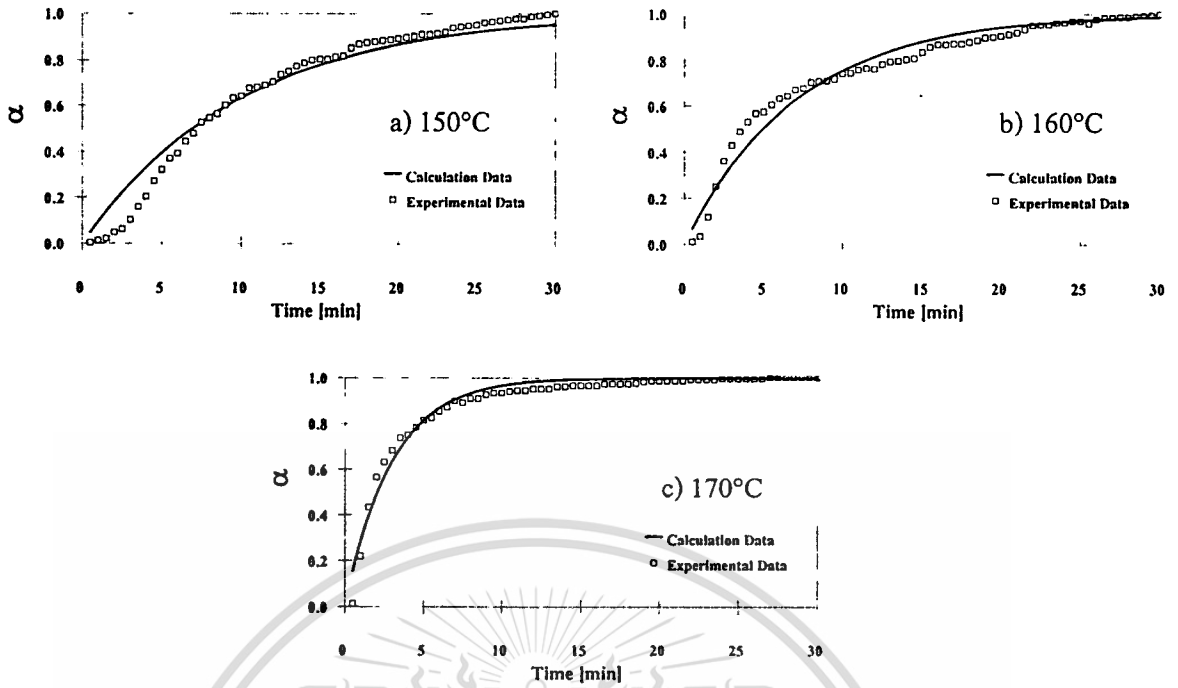 1.0
0.8
0.6
0.4
0.2
0.0
α
a) 150°C
Calculation Data
Experimental Data
0 5 10 15 20 25 30
Time [min]
1.0
0.8
0.6
0.4
0.2
0.0
α
b) 160°C
Calculation Data
Experimental Data
0 5 10 15 20 25 30
Time [min]
1.0
0.8
0.6
0.4
0.2
0.0
α
c) 170°C
Calculation Data
Experimental Data
0 5 10 15 20 25 30
Time [min]